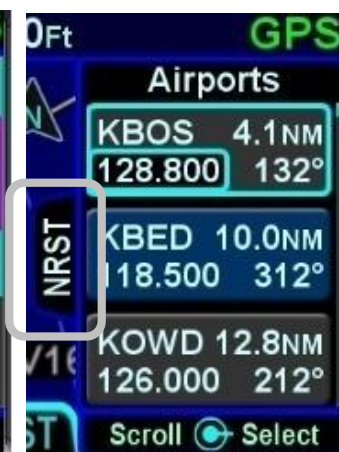 0FT GPS
Airports
N
KBOS 4.1NM
128.800 132°
NRST
KBED 10.0NM
118.500 312°
KOWD 12.8NM
V16
126.000 212°
ST Scroll Select